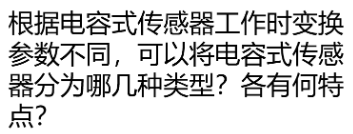 根据电容式传感器工作时变换
参数不同，可以将电容式传感
器分为哪几种类型？各有何特
点？